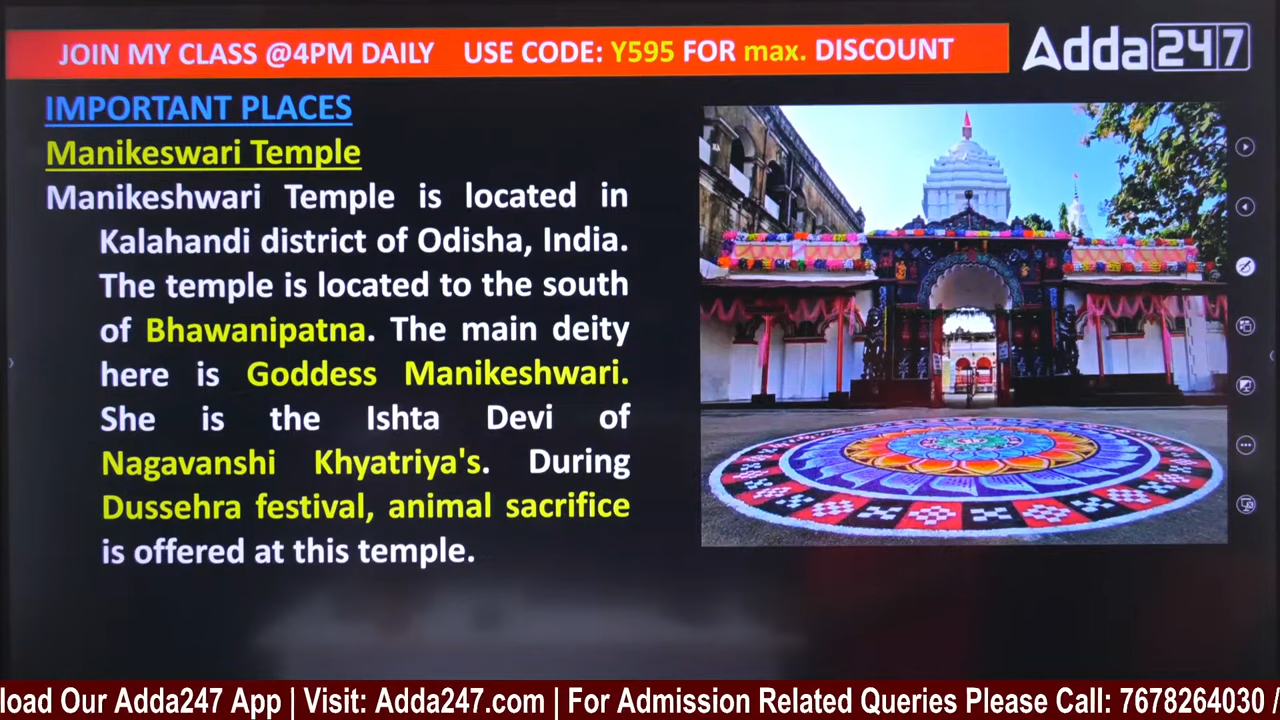 JOIN MY CLASS @4PM DAILY USE CODE: Y595 FOR max. DISCOUNT
Adda247
IMPORTANT PLACES
Manikeswari Temple
Manikeshwari Temple is located in
Kalahandi district of Odisha, India.
The temple is located to the south
of Bhawanipatna. The main deity
here is Goddess Manikeshwari.
She is the Ishta Devi of
Nagavanshi Khyatriya's. During
Dussehra festival, animal sacrifice
is offered at this temple.
load Our Adda247 App | Visit: Adda247.com | For Admission Related Queries Please Call: 7678264030 /